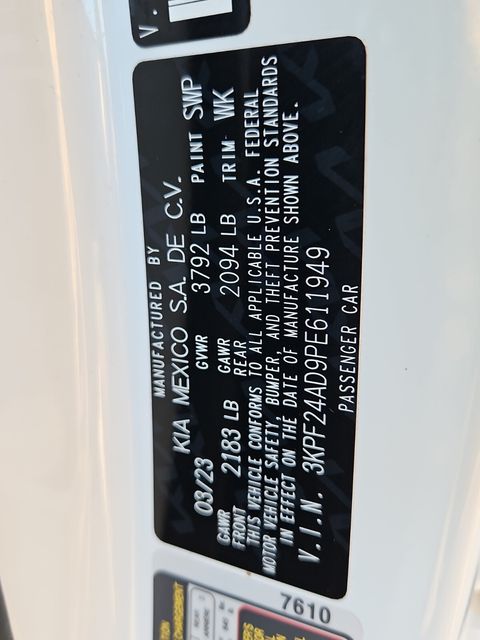 MANUFACTURED BY
KIA MEXICO S.A. DE C.V.
03/23 GVWR 3792 LB PAINT SWP
GAWR FRONT 2183 LB GAWR REAR 2094 LB TRIM WK
THIS VEHICLE CONFORMS TO ALL APPLICABLE U.S.A. FEDERAL
MOTOR VEHICLE SAFETY, BUMPER, AND THEFT PREVENTION STANDARDS
IN EFFECT ON THE DATE OF MANUFACTURE SHOWN ABOVE.
V.I.N. 3KPF24AD9PE611949
PASSENGER CAR
7610
V.